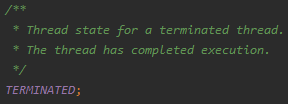 /**
 * Thread state for a terminated thread.
 * The thread has completed execution.
 */
TERMINATED;